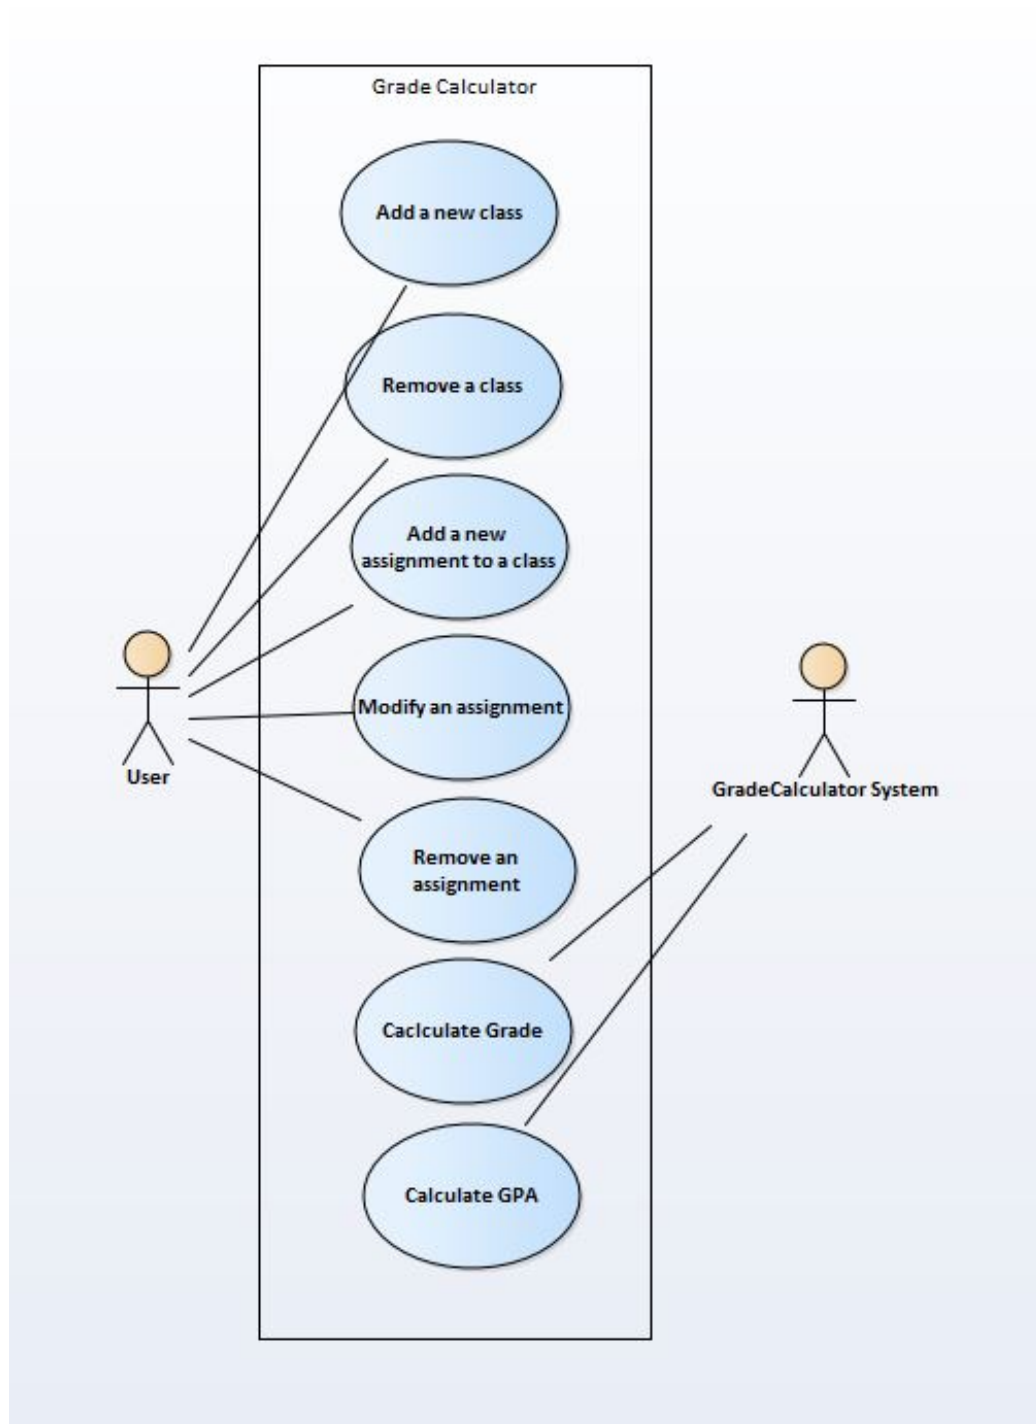 Grade Calculator
Add a new class
Remove a class
Add a new
assignment to a class
Modify an assignment
User
GradeCalculator System
Remove an
assignment
Caclculate Grade
Calculate GPA